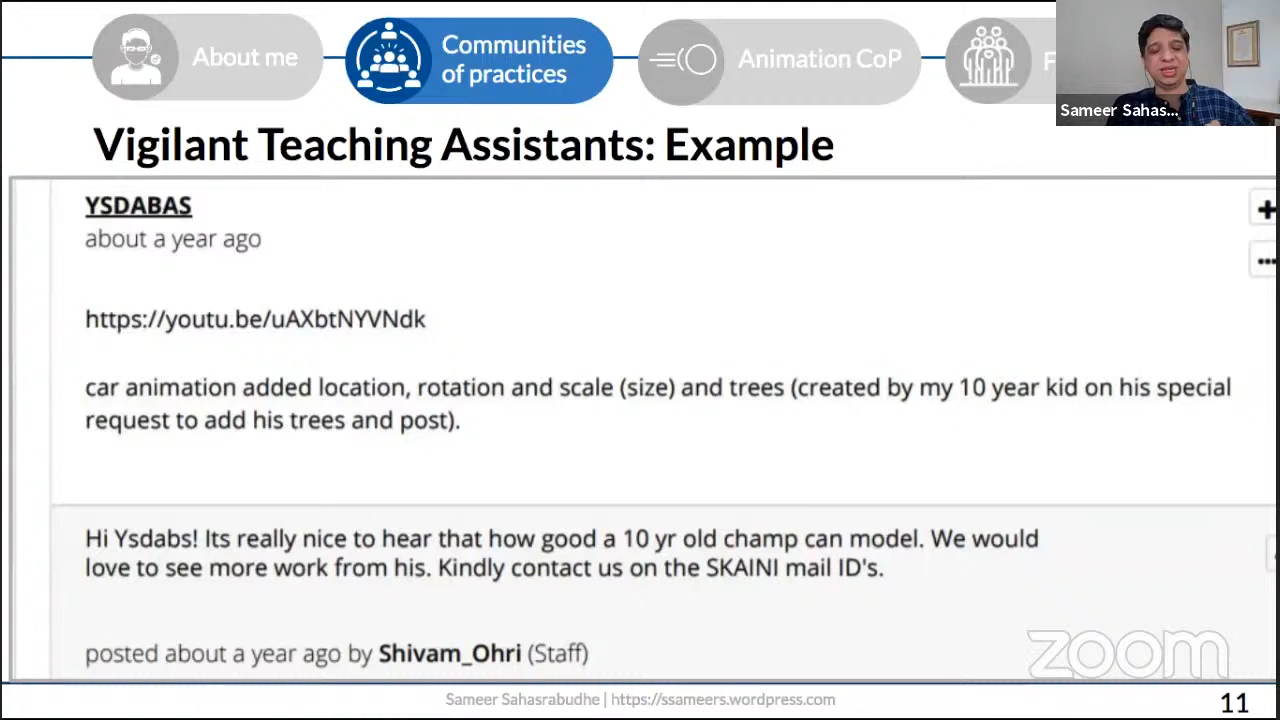 About me
Communities
of practices
Animation CoP
F
Sameer Sahas...
Vigilant Teaching Assistants: Example
YSDABAS
about a year ago
https://youtu.be/uAXbtNYVNdk
car animation added location, rotation and scale (size) and trees (created by my 10 year kid on his special
request to add his trees and post).
Hi Ysdabs! Its really nice to hear that how good a 10 yr old champ can model. We would
love to see more work from his. Kindly contact us on the SKAINI mail ID's.
posted about a year ago by Shivam_Ohri (Staff)
zoom
Sameer Sahasrabudhe | https://ssameers.wordpress.com
11